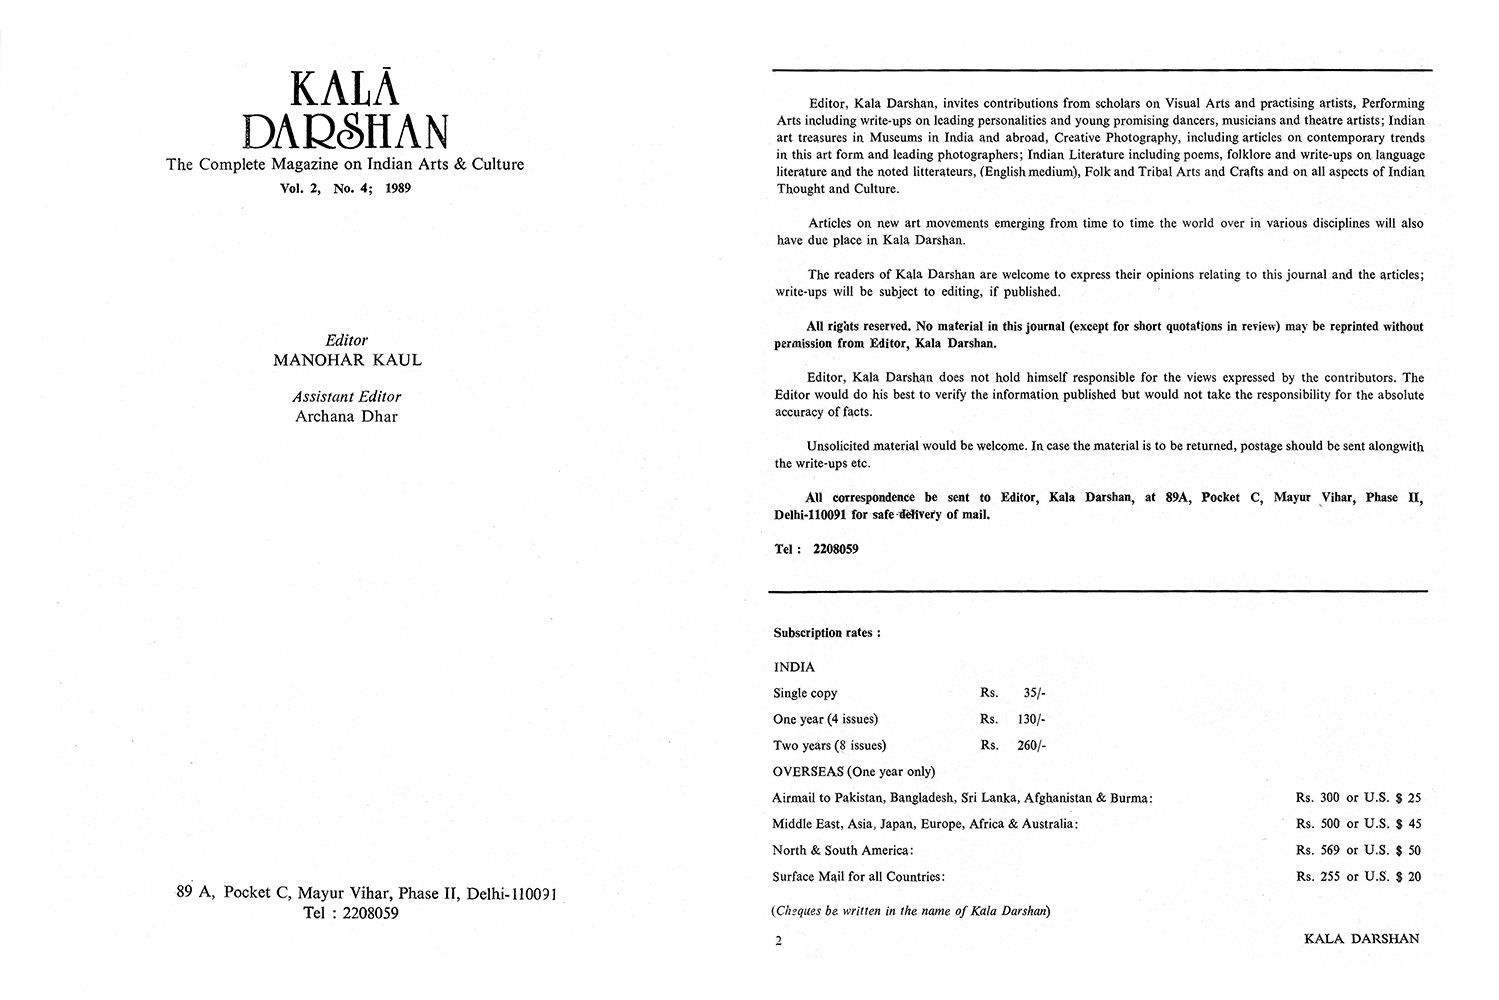 KALĀ
DARSHAN
The Complete Magazine on Indian Arts & Culture
Vol. 2, No. 4; 1989
Editor
MANOHAR KAUL
Assistant Editor
Archana Dhar
89 A, Pocket C, Mayur Vihar, Phase II, Delhi-110091
Tel : 2208059
Editor, Kala Darshan, invites contributions from scholars on Visual Arts and practising artists, Performing
Arts including write-ups on leading personalities and young promising dancers, musicians and theatre artists; Indian
art treasures in Museums in India and abroad, Creative Photography, including articles on contemporary trends
in this art form and leading photographers; Indian Literature including poems, folklore and write-ups on language
literature and the noted litterateurs, (English medium), Folk and Tribal Arts and Crafts and on all aspects of Indian
Thought and Culture.
Articles on new art movements emerging from time to time the world over in various disciplines will also
have due place in Kala Darshan.
The readers of Kala Darshan are welcome to express their opinions relating to this journal and the articles;
write-ups will be subject to editing, if published.
All rights reserved. No material in this journal (except for short quotations in review) may be reprinted without
permission from Editor, Kala Darshan.
Editor, Kala Darshan does not hold himself responsible for the views expressed by the contributors. The
Editor would do his best to verify the information published but would not take the responsibility for the absolute
accuracy of facts.
Unsolicited material would be welcome. In case the material is to be returned, postage should be sent alongwith
the write-ups etc.
All correspondence be sent to Editor, Kala Darshan, at 89A, Pocket C, Mayur Vihar, Phase II,
Delhi-110091 for safe delivery of mail.
Tel : 2208059
Subscription rates :
INDIA
Single copy Rs. 35/-
One year (4 issues) Rs. 130/-
Two years (8 issues) Rs. 260/-
OVERSEAS (One year only)
Airmail to Pakistan, Bangladesh, Sri Lanka, Afghanistan & Burma: Rs. 300 or U.S. $ 25
Middle East, Asia, Japan, Europe, Africa & Australia: Rs. 500 or U.S. $ 45
North & South America: Rs. 569 or U.S. $ 50
Surface Mail for all Countries: Rs. 255 or U.S. $ 20
(Cheques be written in the name of Kala Darshan)
2 KALA DARSHAN